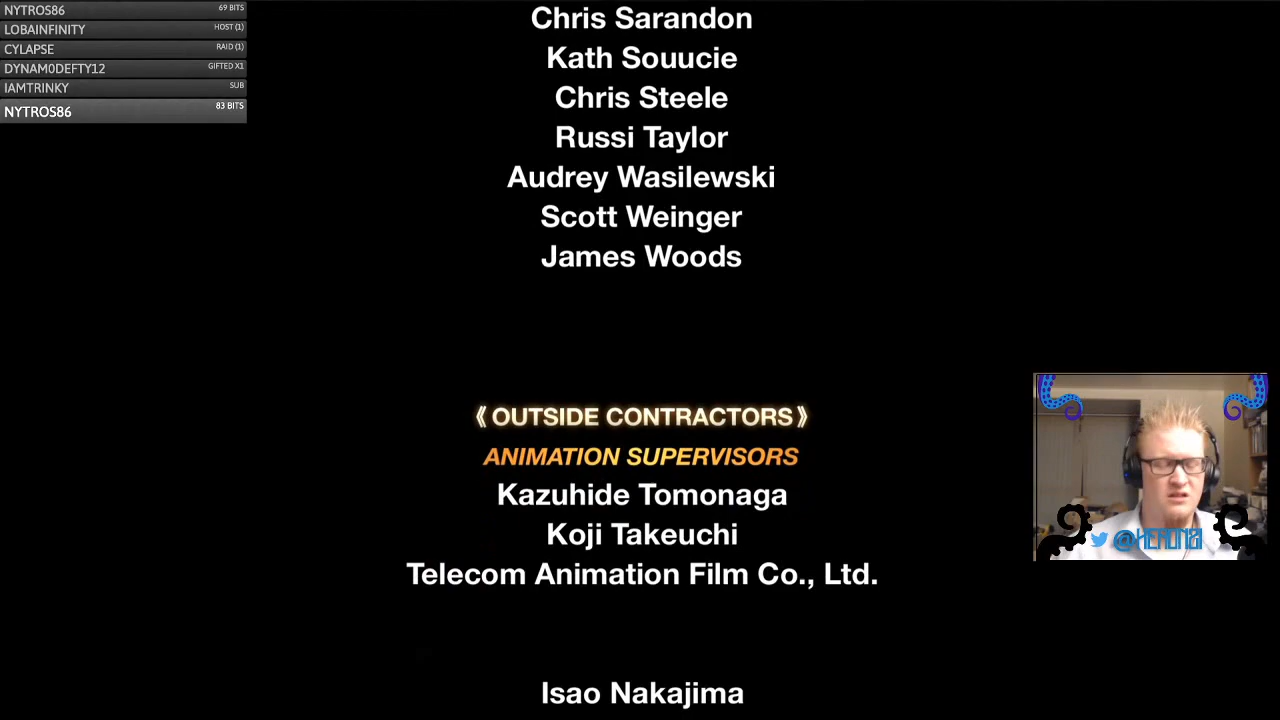 NYTROS86 69 BITS
LOBAINFINITY HOST (1)
CYLAPSE RAID (1)
DYNAM0DEFTY12 GIFTED X1
IAMTRINKY SUB
NYTROS86 83 BITS
Chris Sarandon
Kath Souucie
Chris Steele
Russi Taylor
Audrey Wasilewski
Scott Weinger
James Woods
《OUTSIDE CONTRACTORS》
ANIMATION SUPERVISORS
Kazuhide Tomonaga
Koji Takeuchi
Telecom Animation Film Co., Ltd.
Isao Nakajima